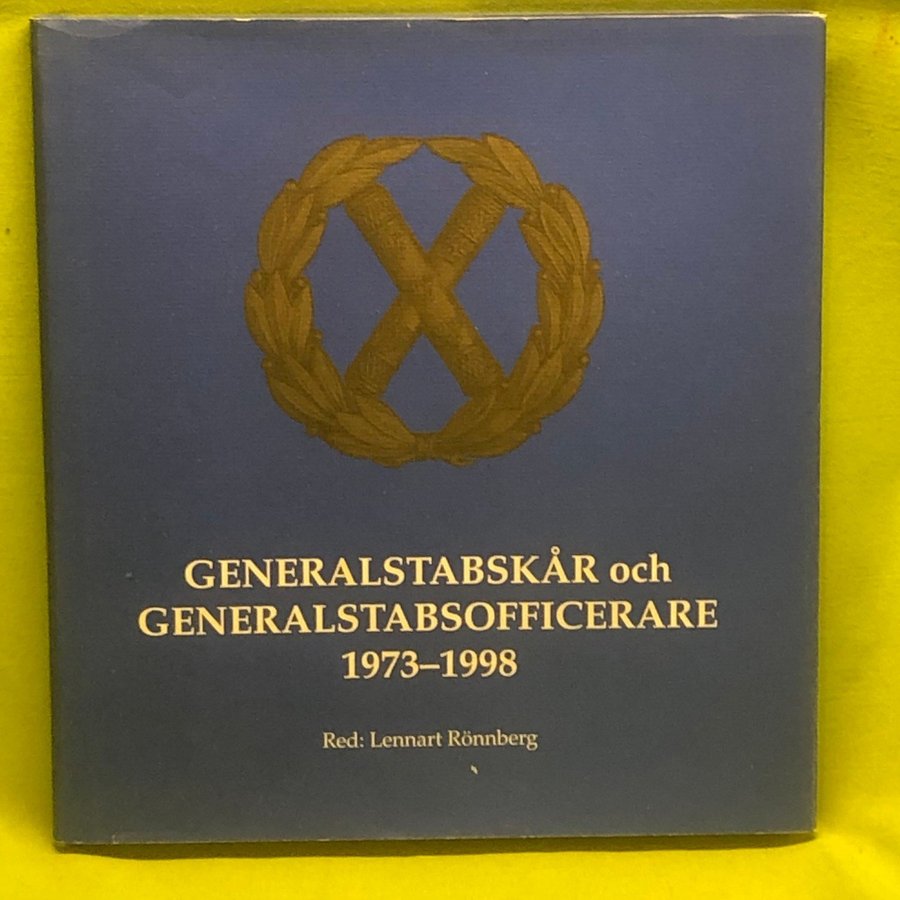 GENERALSTABSKÅR och
GENERALSTABSOFFICERARE
1973–1998
Red: Lennart Rönnberg